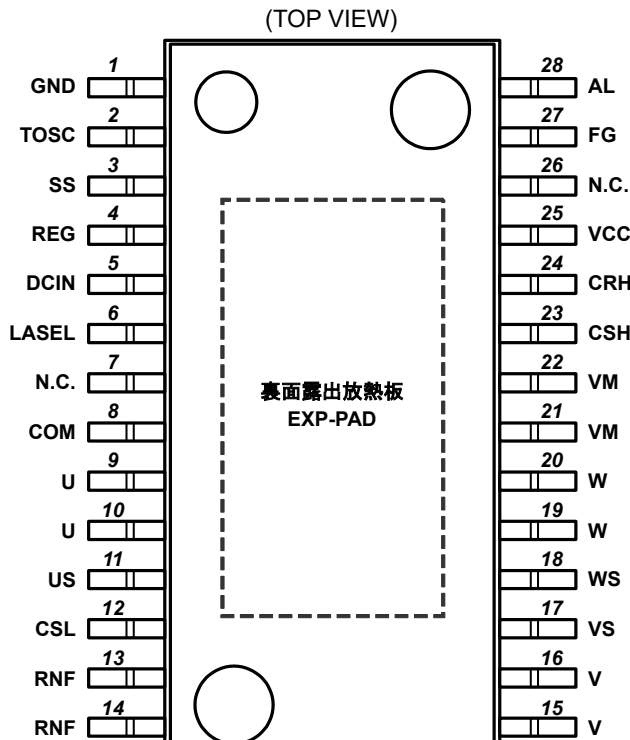 (TOP VIEW)
1
GND
2
TOSC
3
SS
4
REG
5
DCIN
6
LASEL
7
N.C.
8
COM
9
U
10
U
11
US
12
CSL
13
RNF
14
RNF
裏面露出放熱板
EXP-PAD
28
AL
27
FG
26
N.C.
25
VCC
24
CRH
23
CSH
22
VM
21
VM
20
W
19
W
18
WS
17
VS
16
V
15
V